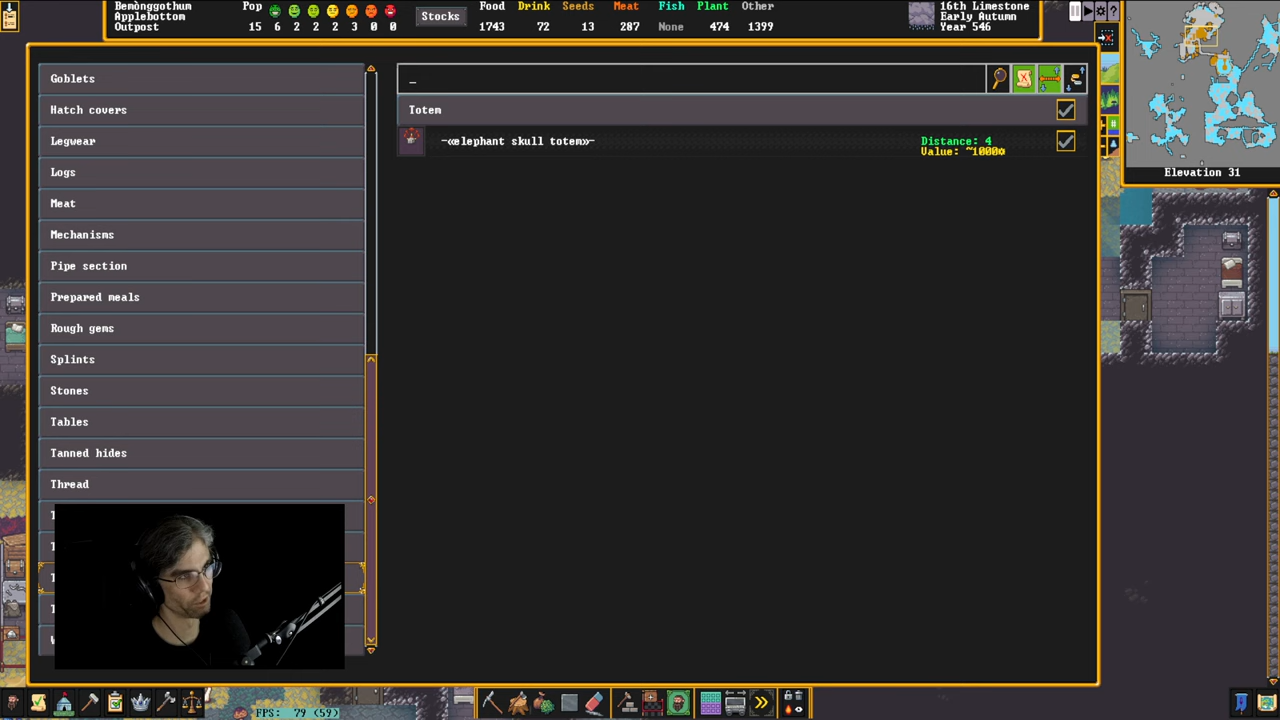 Bemòngothum
Applebottom
Outpost
Pop
15 6 2 2 2 3 0 0
Stocks
Food Drink Seeds Meat Fish Plant Other
1743 72 13 287 None 474 1399
16th Limestone
Early Autumn
Year 546
Elevation 31
Goblets
Hatch covers
Legwear
Logs
Meat
Mechanisms
Pipe section
Prepared meals
Rough gems
Splints
Stones
Tables
Tanned hides
Thread
_
Totem
-«elephant skull totem»-
Distance: 4
Value: ~1000☼
FPS: 79 (59)